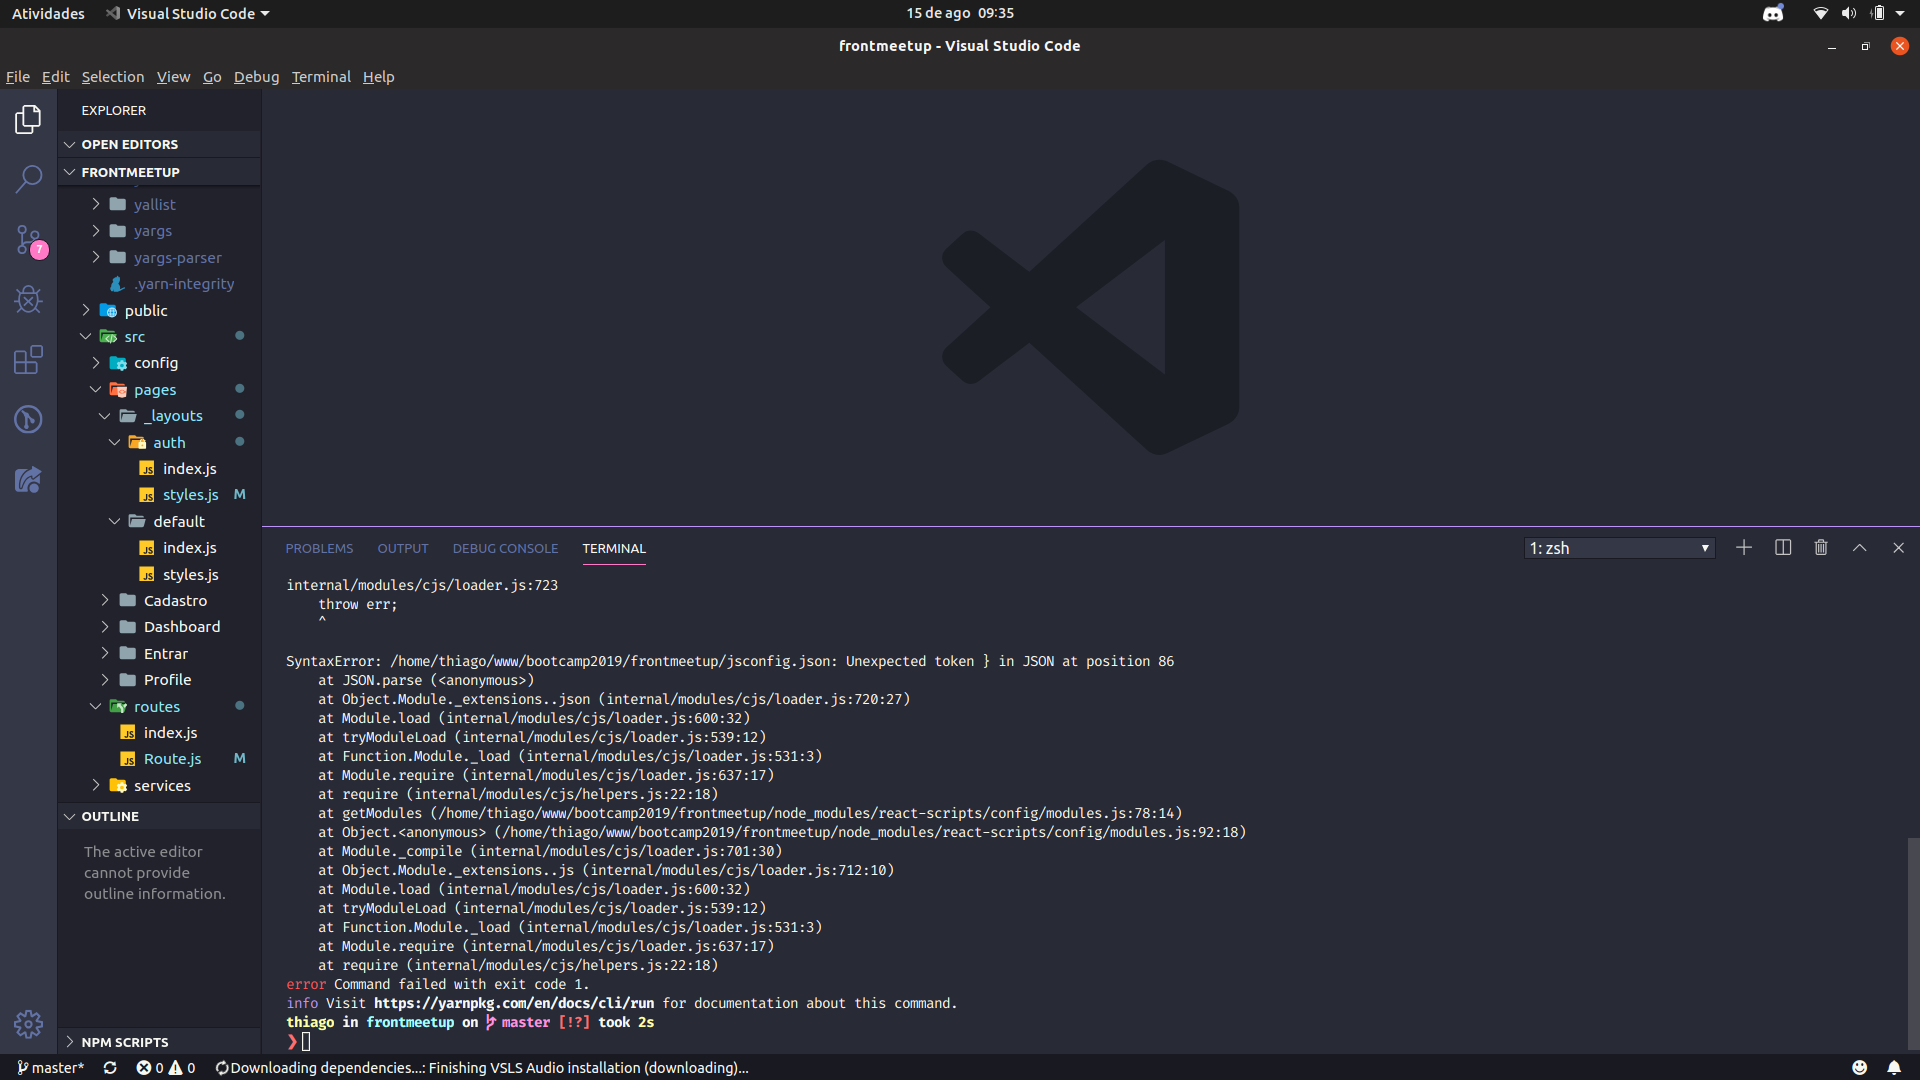 Atividades
Visual Studio Code
15 de ago 09:35
frontmeetup - Visual Studio Code
File Edit Selection View Go Debug Terminal Help
EXPLORER
OPEN EDITORS
FRONTMEETUP
yallist
yargs
yargs-parser
.yarn-integrity
public
src
config
pages
_layouts
auth
index.js
styles.js M
default
index.js
styles.js
Cadastro
Dashboard
Entrar
Profile
routes
index.js
Route.js M
services
OUTLINE
The active editor
cannot provide
outline information.
NPM SCRIPTS
7
PROBLEMS OUTPUT DEBUG CONSOLE TERMINAL
1: zsh
internal/modules/cjs/loader.js:723
throw err;
^
SyntaxError: /home/thiago/www/bootcamp2019/frontmeetup/jsconfig.json: Unexpected token } in JSON at position 86
at JSON.parse (<anonymous>)
at Object.Module._extensions..json (internal/modules/cjs/loader.js:720:27)
at Module.load (internal/modules/cjs/loader.js:600:32)
at tryModuleLoad (internal/modules/cjs/loader.js:539:12)
at Function.Module._load (internal/modules/cjs/loader.js:531:3)
at Module.require (internal/modules/cjs/loader.js:637:17)
at require (internal/modules/cjs/helpers.js:22:18)
at getModules (/home/thiago/www/bootcamp2019/frontmeetup/node_modules/react-scripts/config/modules.js:78:14)
at Object.<anonymous> (/home/thiago/www/bootcamp2019/frontmeetup/node_modules/react-scripts/config/modules.js:92:18)
at Module._compile (internal/modules/cjs/loader.js:701:30)
at Object.Module._extensions..js (internal/modules/cjs/loader.js:712:10)
at Module.load (internal/modules/cjs/loader.js:600:32)
at tryModuleLoad (internal/modules/cjs/loader.js:539:12)
at Function.Module._load (internal/modules/cjs/loader.js:531:3)
at Module.require (internal/modules/cjs/loader.js:637:17)
at require (internal/modules/cjs/helpers.js:22:18)
error Command failed with exit code 1.
info Visit https://yarnpkg.com/en/docs/cli/run for documentation about this command.
thiago in frontmeetup on master [!?] took 2s
❯
master* 0 0 Downloading dependencies...: Finishing VSLS Audio installation (downloading)...